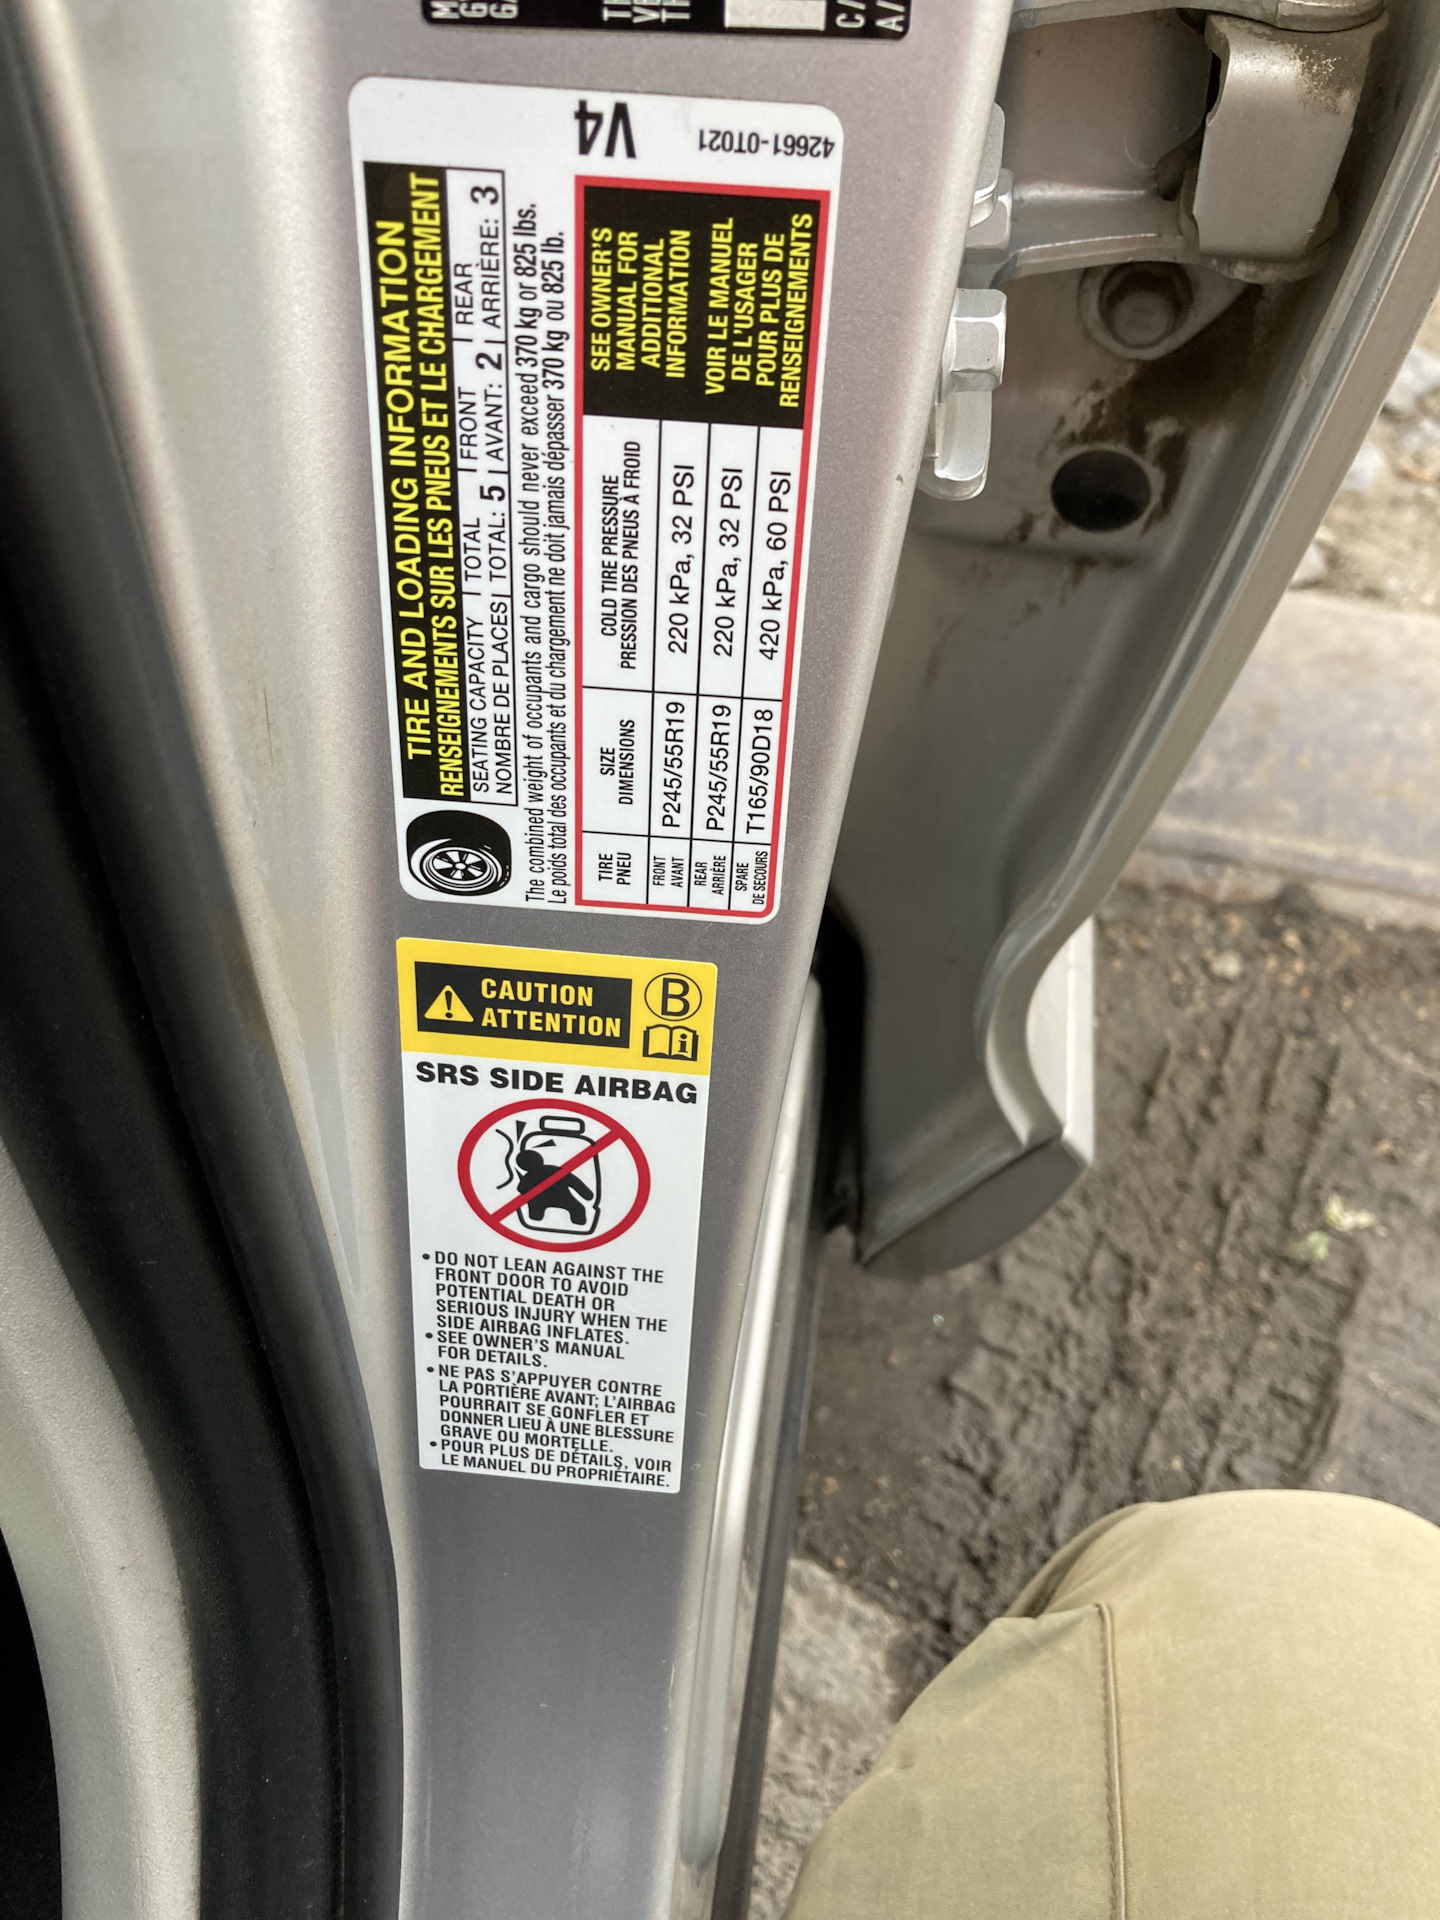 V4
42661-0T021
TIRE AND LOADING INFORMATION
RENSEIGNEMENTS SUR LES PNEUS ET LE CHARGEMENT
SEATING CAPACITY | TOTAL | FRONT | REAR
NOMBRE DE PLACES | TOTAL: 5 | AVANT: 2 | ARRIÈRE: 3
The combined weight of occupants and cargo should never exceed 370 kg or 825 lbs.
Le poids total des occupants et du chargement ne doit jamais dépasser 370 kg ou 825 lb.
TIRE
PNEU
SIZE
DIMENSIONS
COLD TIRE PRESSURE
PRESSION DES PNEUS À FROID
FRONT
AVANT
P245/55R19
220 kPa, 32 PSI
REAR
ARRIÈRE
P245/55R19
220 kPa, 32 PSI
SPARE
DE SECOURS
T165/90D18
420 kPa, 60 PSI
SEE OWNER'S
MANUAL FOR
ADDITIONAL
INFORMATION
VOIR LE MANUEL
DE L'USAGER
POUR PLUS DE
RENSEIGNEMENTS
CAUTION
ATTENTION
B
i
SRS SIDE AIRBAG
• DO NOT LEAN AGAINST THE
FRONT DOOR TO AVOID
POTENTIAL DEATH OR
SERIOUS INJURY WHEN THE
SIDE AIRBAG INFLATES.
• SEE OWNER'S MANUAL
FOR DETAILS.
• NE PAS S'APPUYER CONTRE
LA PORTIÈRE AVANT; L'AIRBAG
POURRAIT SE GONFLER ET
DONNER LIEU À UNE BLESSURE
GRAVE OU MORTELLE.
• POUR PLUS DE DÉTAILS, VOIR
LE MANUEL DU PROPRIÉTAIRE.